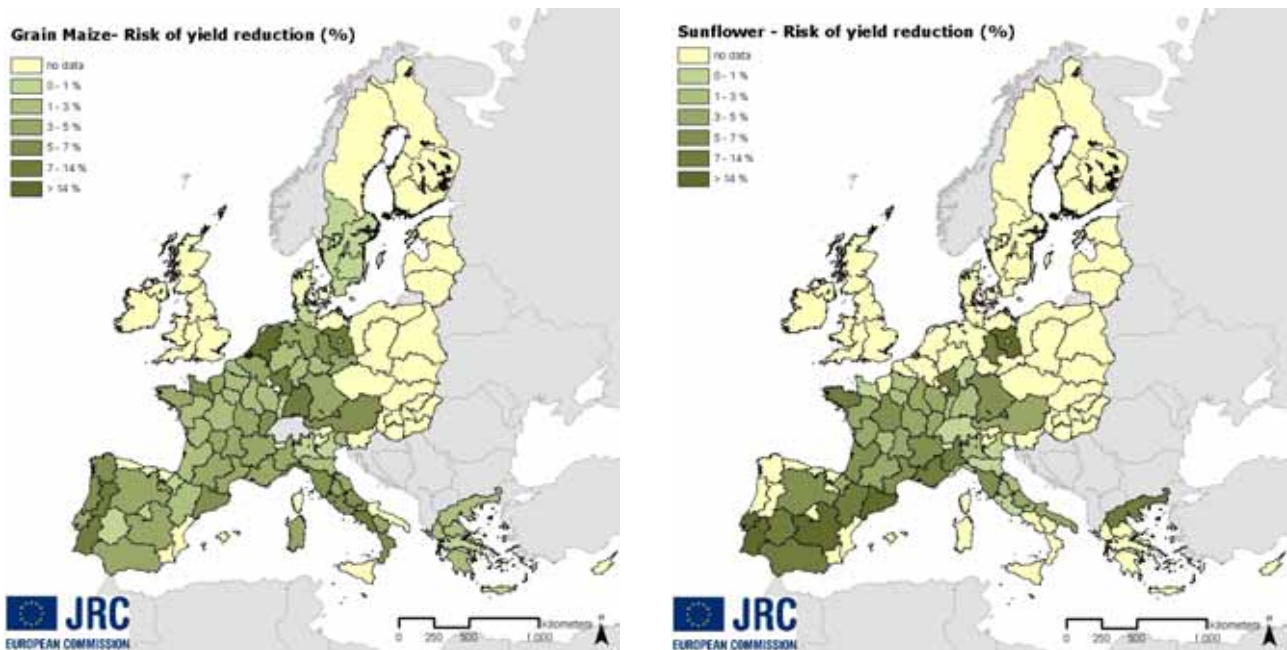 Grain Maize- Risk of yield reduction (%)
no data
0 - 1 %
1 - 3 %
3 - 5 %
5 - 7 %
7 - 14 %
> 14 %
JRC
EUROPEAN COMMISSION
kilometers
0 250 500 1.000
Sunflower - Risk of yield reduction (%)
no data
0 - 1 %
1 - 3 %
3 - 5 %
5 - 7 %
7 - 14 %
> 14 %
JRC
EUROPEAN COMMISSION
kilometers
0 250 500 1.000